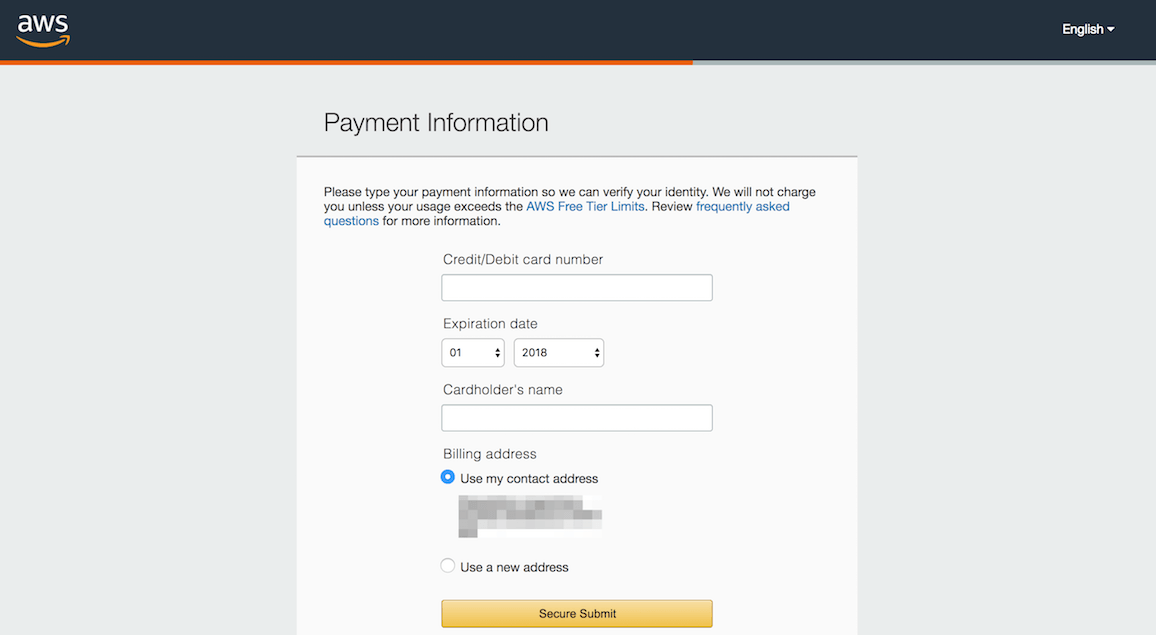 aws
English
Payment Information
Please type your payment information so we can verify your identity. We will not charge
you unless your usage exceeds the AWS Free Tier Limits. Review frequently asked
questions for more information.
Credit/Debit card number
Expiration date
01 2018
Cardholder's name
Billing address
Use my contact address
Use a new address
Secure Submit